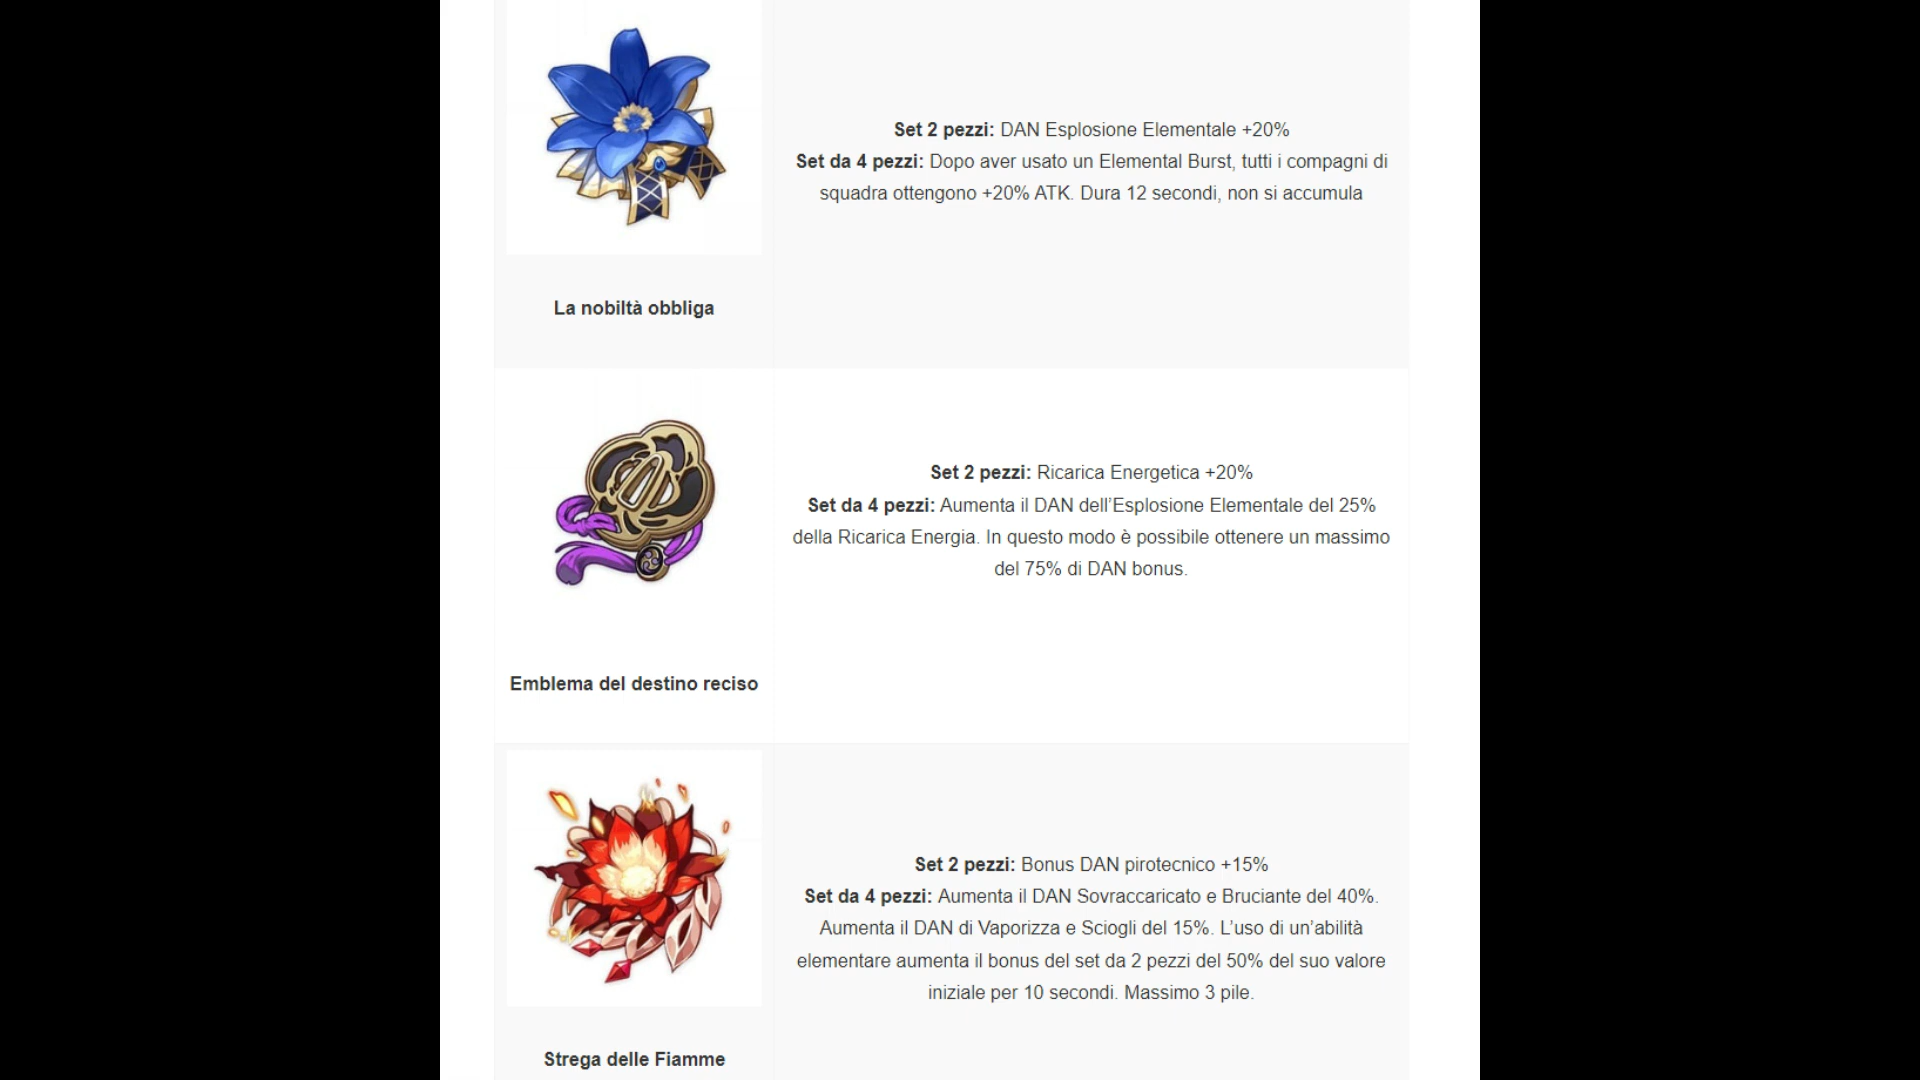 Set 2 pezzi: DAN Esplosione Elementale +20%
Set da 4 pezzi: Dopo aver usato un Elemental Burst, tutti i compagni di
squadra ottengono +20% ATK. Dura 12 secondi, non si accumula
La nobiltà obbliga
Set 2 pezzi: Ricarica Energetica +20%
Set da 4 pezzi: Aumenta il DAN dell’Esplosione Elementale del 25%
della Ricarica Energia. In questo modo è possibile ottenere un massimo
del 75% di DAN bonus.
Emblema del destino reciso
Set 2 pezzi: Bonus DAN pirotecnico +15%
Set da 4 pezzi: Aumenta il DAN Sovraccaricato e Bruciante del 40%.
Aumenta il DAN di Vaporizza e Sciogli del 15%. L’uso di un’abilità
elementare aumenta il bonus del set da 2 pezzi del 50% del suo valore
iniziale per 10 secondi. Massimo 3 pile.
Strega delle Fiamme